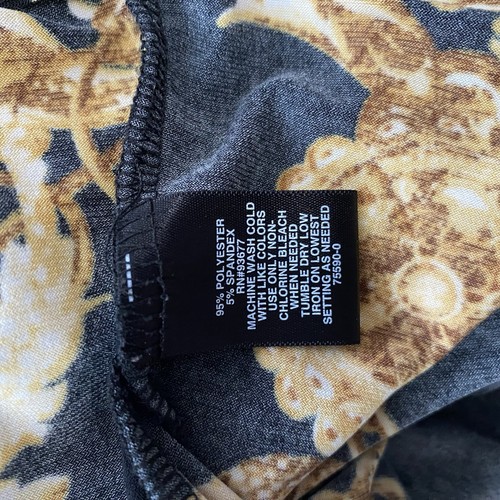 95% POLYESTER
5% SPANDEX
RN#93677
MACHINE WASH COLD
WITH LIKE COLORS
USE ONLY NON-
CHLORINE BLEACH
WHEN NEEDED
TUMBLE DRY LOW
IRON ON LOWEST
SETTING AS NEEDED
75590-0